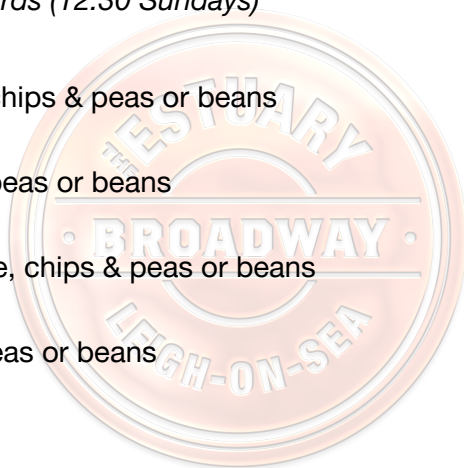 rds (12.30 Sundays)
chips & peas or beans
peas or beans
e, chips & peas or beans
eas or beans
THE ESTUARY
BROADWAY
LEIGH-ON-SEA